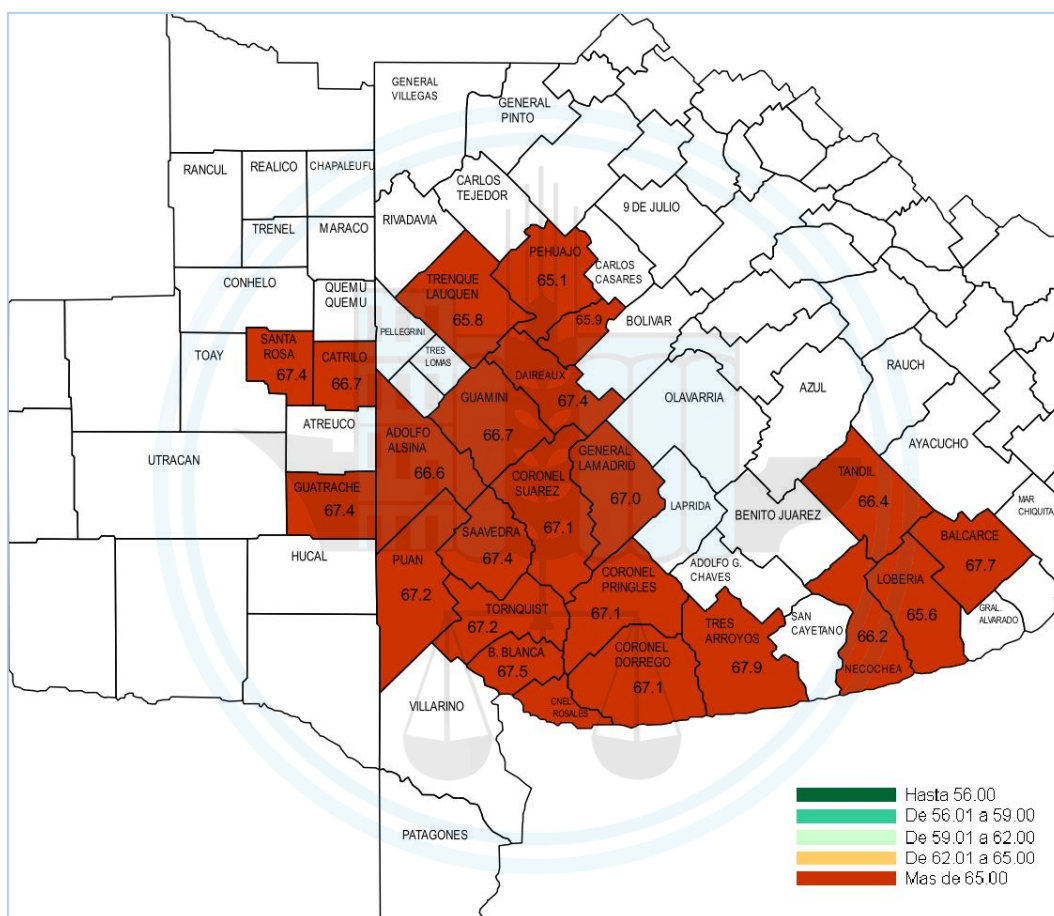 GENERAL
VILLEGAS
GENERAL
PINTO
RANCUL
REALICO
CHAPALEUFU
CARLOS
TEJEDOR
RIVADAVIA
9 DE JULIO
TRENEL
MARACO
PEHUAJO
65.1
CARLOS
CASARES
CONHELO
QUEMU
QUEMU
TRENQUE
LAUQUEN
65.8
65.9
BOLIVAR
PELLEGRINI
TRES
LOMAS
TOAY
SANTA
ROSA
67.4
CATRILO
66.7
DAIREAUX
67.4
RAUCH
AZUL
OLAVARRIA
GUAMINI
66.7
ATREUCO
ADOLFO
ALSINA
66.6
AYACUCHO
UTRACAN
GENERAL
LAMADRID
67.0
CORONEL
SUAREZ
67.1
TANDIL
66.4
GUATRACHE
67.4
LAPRIDA
BENITO JUAREZ
MAR
CHIQUITA
BALCARCE
67.7
SAAVEDRA
67.4
HUCAL
PUAN
67.2
ADOLFO G.
CHAVES
CORONEL
PRINGLES
67.1
LOBERIA
65.6
TORNQUIST
67.2
TRES
ARROYOS
67.9
SAN
CAYETANO
GRAL.
ALVARADO
66.2
NECOCHEA
B. BLANCA
67.5
CORONEL
DORREGO
67.1
CNEL.
ROSALES
VILLARINO
PATAGONES
Hasta 56.00
De 56.01 a 59.00
De 59.01 a 62.00
De 62.01 a 65.00
Mas de 65.00